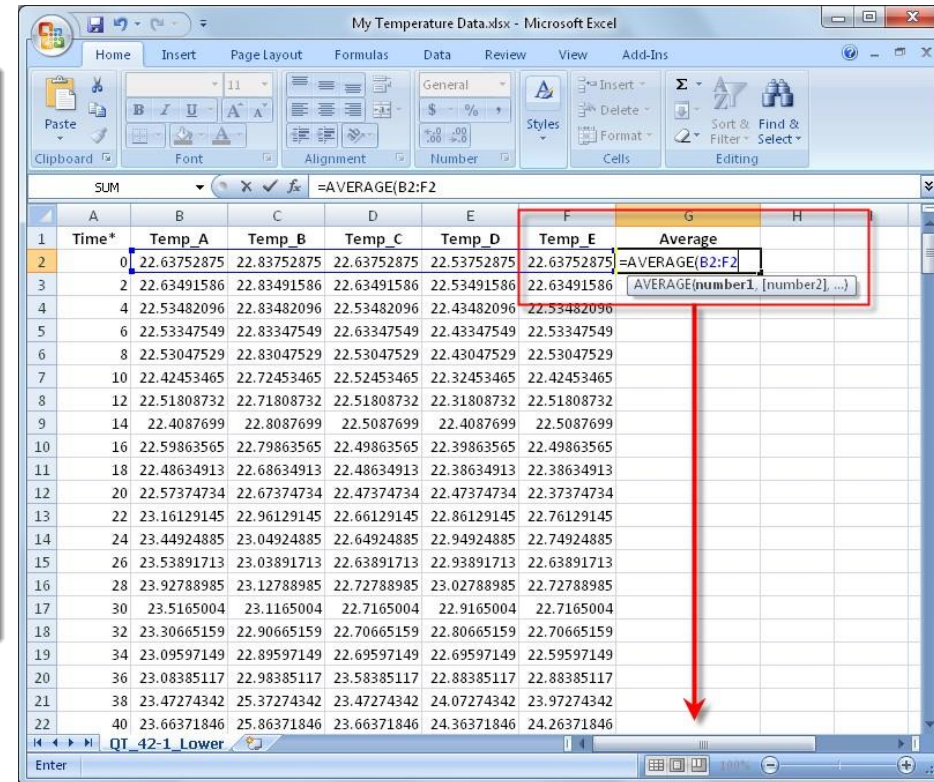 My Temperature Data.xlsx - Microsoft Excel
Home Insert Page Layout Formulas Data Review View Add-Ins
11 General Insert Σ
B I U A A $ % , Styles Delete Sort & Find &
Paste A .00 Format Filter Select
Clipboard Font Alignment Number Cells Editing
SUM fx =AVERAGE(B2:F2
A B C D E F G H I
1 Time* Temp_A Temp_B Temp_C Temp_D Temp_E Average
2 0 22.63752875 22.83752875 22.63752875 22.53752875 22.63752875 =AVERAGE(B2:F2
3 2 22.63491586 22.83491586 22.63491586 22.53491586 22.63491586 AVERAGE(number1, [number2], ...)
4 4 22.53482096 22.83482096 22.53482096 22.43482096 22.53482096
5 6 22.53347549 22.83347549 22.63347549 22.43347549 22.53347549
6 8 22.53047529 22.83047529 22.53047529 22.43047529 22.53047529
7 10 22.42453465 22.72453465 22.52453465 22.32453465 22.42453465
8 12 22.51808732 22.71808732 22.51808732 22.31808732 22.51808732
9 14 22.4087699 22.8087699 22.5087699 22.4087699 22.5087699
10 16 22.59863565 22.79863565 22.49863565 22.39863565 22.49863565
11 18 22.48634913 22.68634913 22.48634913 22.38634913 22.38634913
12 20 22.57374734 22.67374734 22.47374734 22.47374734 22.37374734
13 22 23.16129145 22.96129145 22.66129145 22.86129145 22.76129145
14 24 23.44924885 23.04924885 22.64924885 22.94924885 22.74924885
15 26 23.53891713 23.03891713 22.63891713 22.93891713 22.63891713
16 28 23.92788985 23.12788985 22.72788985 23.02788985 22.72788985
17 30 23.5165004 23.1165004 22.7165004 22.9165004 22.7165004
18 32 23.30665159 22.90665159 22.70665159 22.80665159 22.70665159
19 34 23.09597149 22.89597149 22.69597149 22.69597149 22.59597149
20 36 23.08385117 22.98385117 23.58385117 22.88385117 22.88385117
21 38 23.47274342 25.37274342 23.47274342 24.07274342 23.97274342
22 40 23.66371846 25.86371846 23.66371846 24.36371846 24.26371846
QT_42-1_Lower
Enter 100%